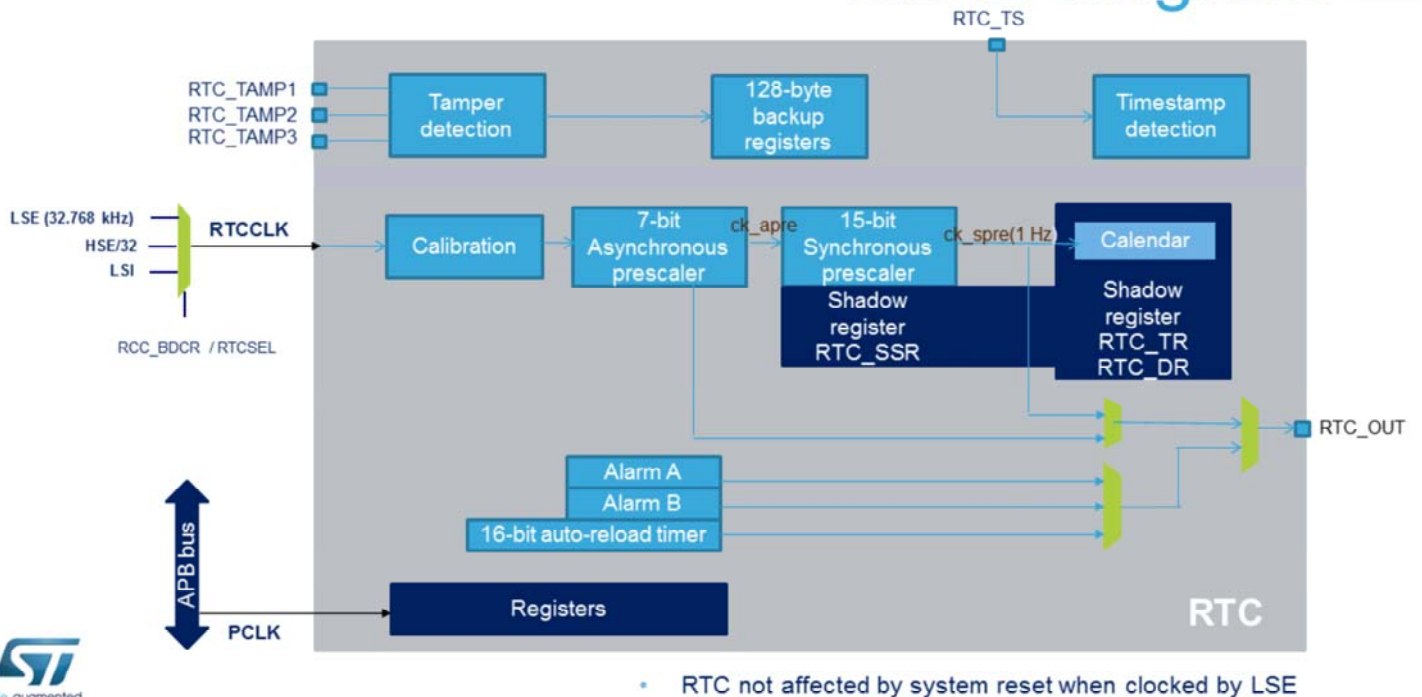 RTC_TS
RTC_TAMP1
RTC_TAMP2
RTC_TAMP3
Tamper
detection
128-byte
backup
registers
Timestamp
detection
LSE (32.768 kHz)
HSE/32
LSI
RTCCLK
RCC_BDCR / RTCSEL
Calibration
7-bit
Asynchronous
prescaler
ck_apre
15-bit
Synchronous
prescaler
ck_spre(1 Hz)
Calendar
Shadow
register
RTC_SSR
Shadow
register
RTC_TR
RTC_DR
RTC_OUT
Alarm A
Alarm B
16-bit auto-reload timer
APB bus
PCLK
Registers
RTC
ST
augmented
• RTC not affected by system reset when clocked by LSE